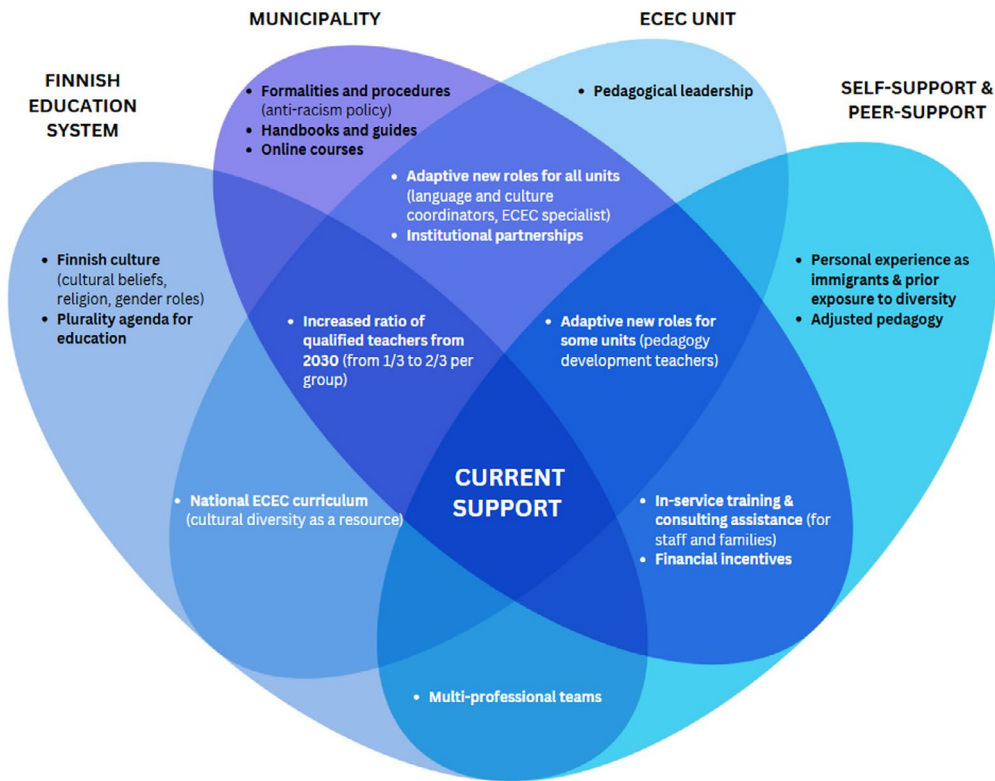 MUNICIPALITY
ECEC UNIT
FINNISH
EDUCATION
SYSTEM
SELF-SUPPORT &
PEER-SUPPORT
• Formalities and procedures
(anti-racism policy)
• Handbooks and guides
• Online courses
• Pedagogical leadership
• Adaptive new roles for all units
(language and culture
coordinators, ECEC specialist)
• Institutional partnerships
• Finnish culture
(cultural beliefs,
religion, gender roles)
• Plurality agenda for
education
• Increased ratio of
qualified teachers from
2030 (from 1/3 to 2/3 per
group)
• Adaptive new roles for
some units (pedagogy
development teachers)
• Personal experience as
immigrants & prior
exposure to diversity
• Adjusted pedagogy
CURRENT
SUPPORT
• National ECEC curriculum
(cultural diversity as a resource)
• In-service training &
consulting assistance (for
staff and families)
• Financial incentives
• Multi-professional teams